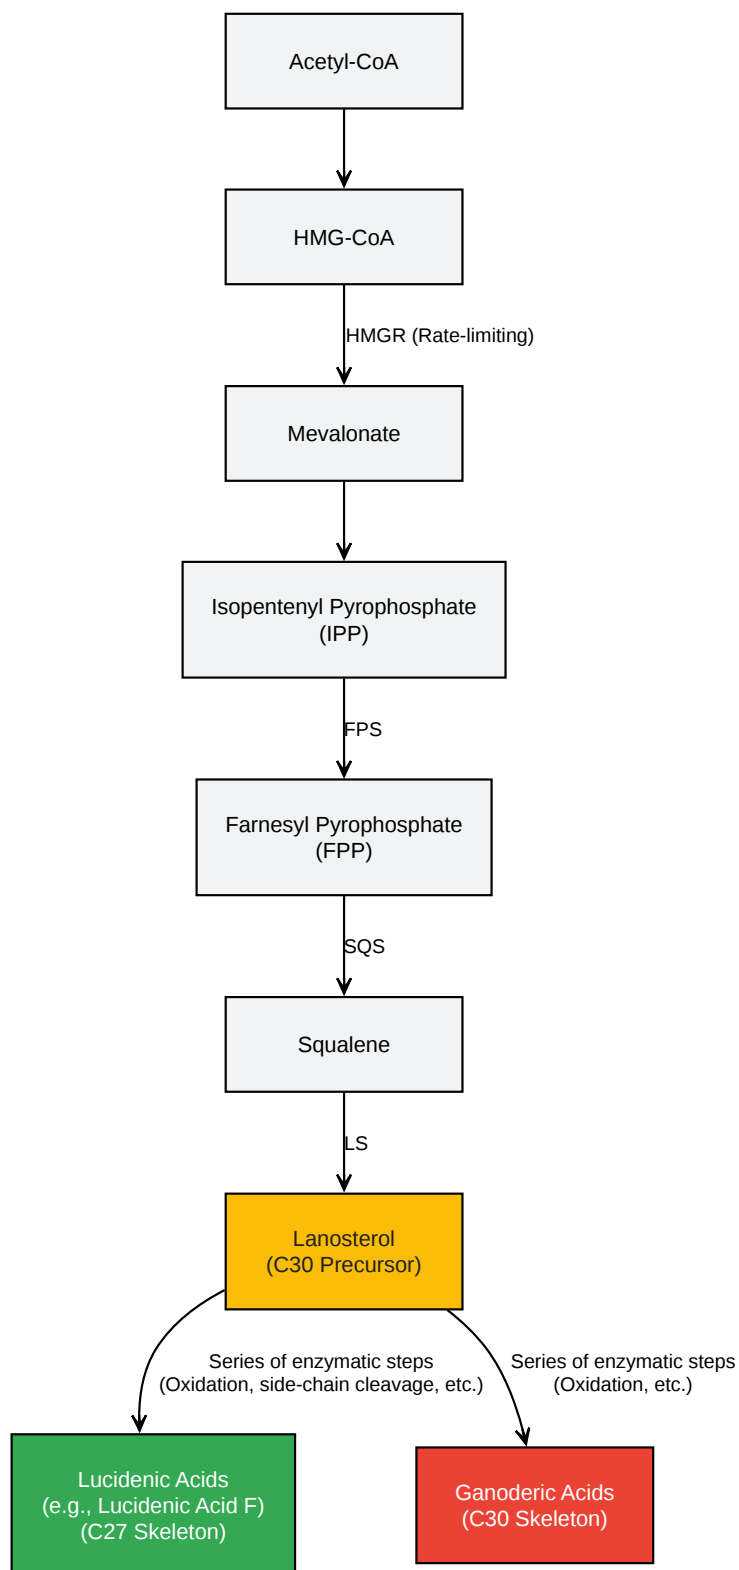 Acetyl-CoA
HMG-CoA
HMGR (Rate-limiting)
Mevalonate
Isopentenyl Pyrophosphate
(IPP)
FPS
Farnesyl Pyrophosphate
(FPP)
SQS
Squalene
LS
Lanosterol
(C30 Precursor)
Series of enzymatic steps
(Oxidation, side-chain cleavage, etc.)
Series of enzymatic steps
(Oxidation, etc.)
Lucidenic Acids
(e.g., Lucidenic Acid F)
(C27 Skeleton)
Ganoderic Acids
(C30 Skeleton)